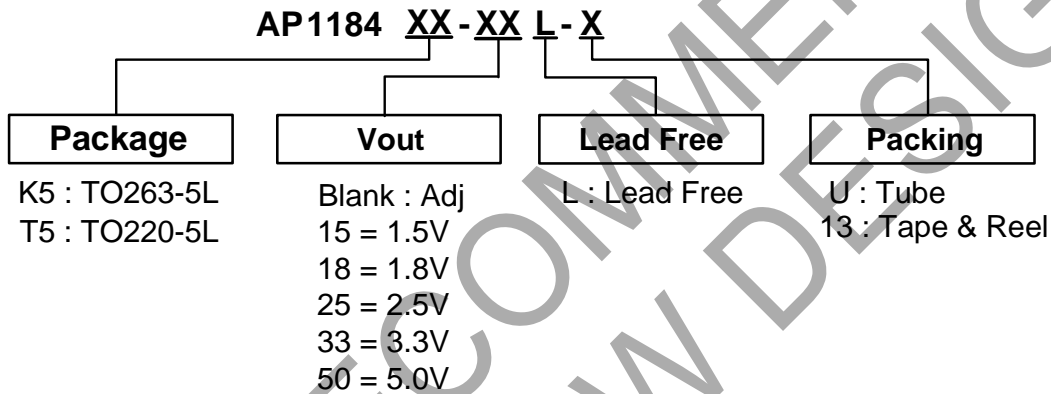 AP1184 XX - XX L - X
Package
Vout
Lead Free
Packing
K5 : TO263-5L
T5 : TO220-5L
Blank : Adj
15 = 1.5V
18 = 1.8V
25 = 2.5V
33 = 3.3V
50 = 5.0V
L : Lead Free
U : Tube
13 : Tape & Reel